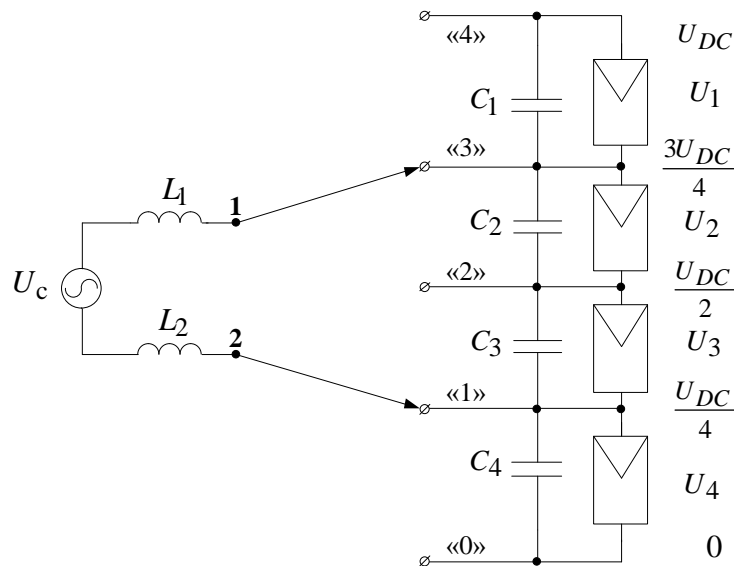 «4» U_DC
C_1 U_1
«3» 3U_DC/4
L_1 1
C_2 U_2
U_c «2» U_DC/2
L_2 2
C_3 U_3
«1» U_DC/4
C_4 U_4
«0» 0